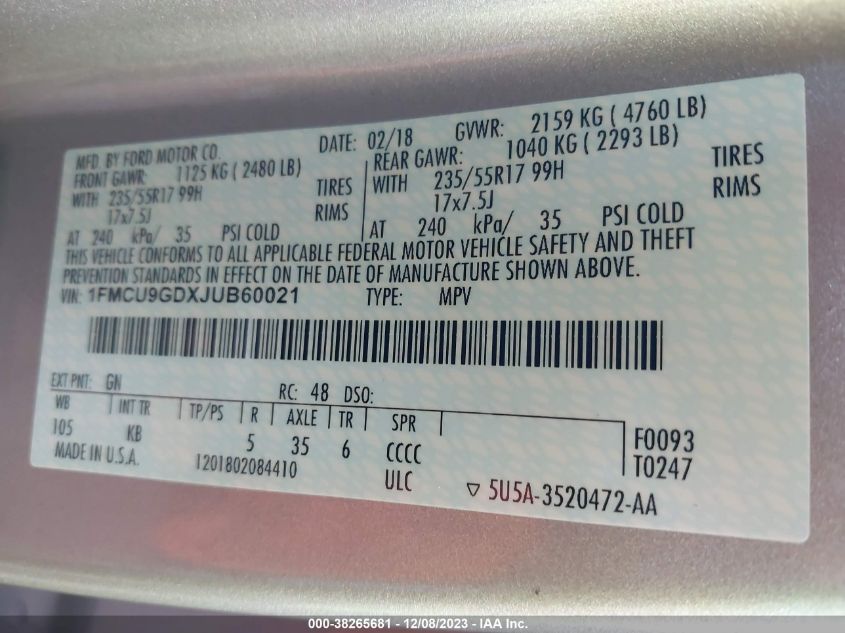 MFD. BY FORD MOTOR CO. DATE: 02/18 GVWR: 2159 KG ( 4760 LB)
FRONT GAWR: 1125 KG ( 2480 LB) REAR GAWR: 1040 KG ( 2293 LB)
WITH 235/55R17 99H TIRES WITH 235/55R17 99H TIRES
17x7.5J RIMS 17x7.5J RIMS
AT 240 kPa/ 35 PSI COLD AT 240 kPa/ 35 PSI COLD
THIS VEHICLE CONFORMS TO ALL APPLICABLE FEDERAL MOTOR VEHICLE SAFETY AND THEFT
PREVENTION STANDARDS IN EFFECT ON THE DATE OF MANUFACTURE SHOWN ABOVE.
VIN: 1FMCU9GDXJUB60021 TYPE: MPV
EXT PNT: GN RC: 48 DSO:
WB INT TR TP/PS R AXLE TR SPR
105 KB 5 35 6 CCCC F0093
MADE IN U.S.A. 1201802084410 ULC T0247
▽ 5U5A-3520472-AA
000-38265681 - 12/08/2023 - IAA Inc.